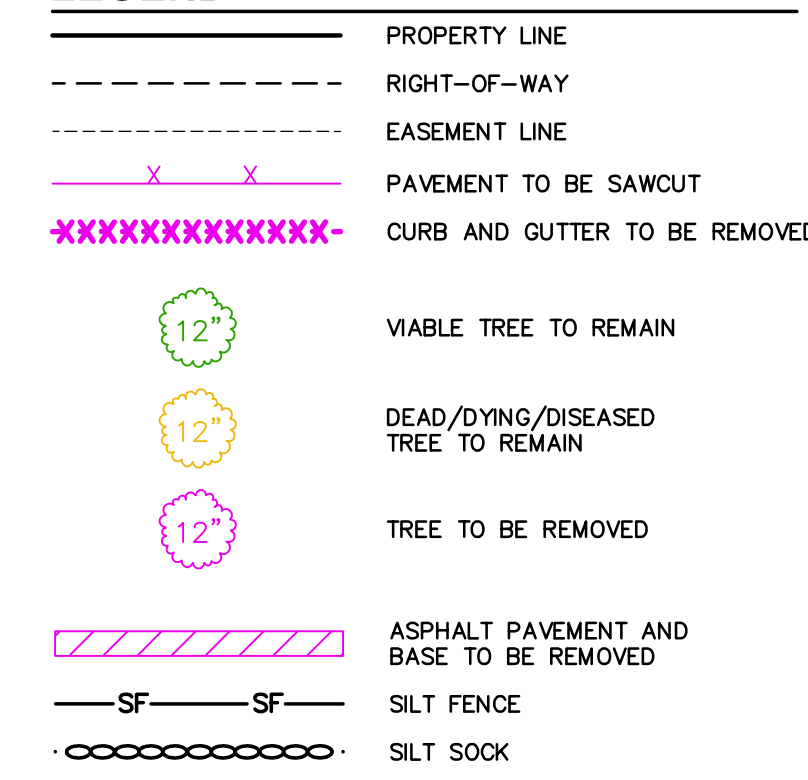 PROPERTY LINE
RIGHT-OF-WAY
EASEMENT LINE
X X
PAVEMENT TO BE SAWCUT
XXXXXXXXXXXXX
CURB AND GUTTER TO BE REMOVED
12"
VIABLE TREE TO REMAIN
12"
DEAD/DYING/DISEASED
TREE TO REMAIN
12"
TREE TO BE REMOVED
ASPHALT PAVEMENT AND
BASE TO BE REMOVED
SF SF
SILT FENCE
SILT SOCK